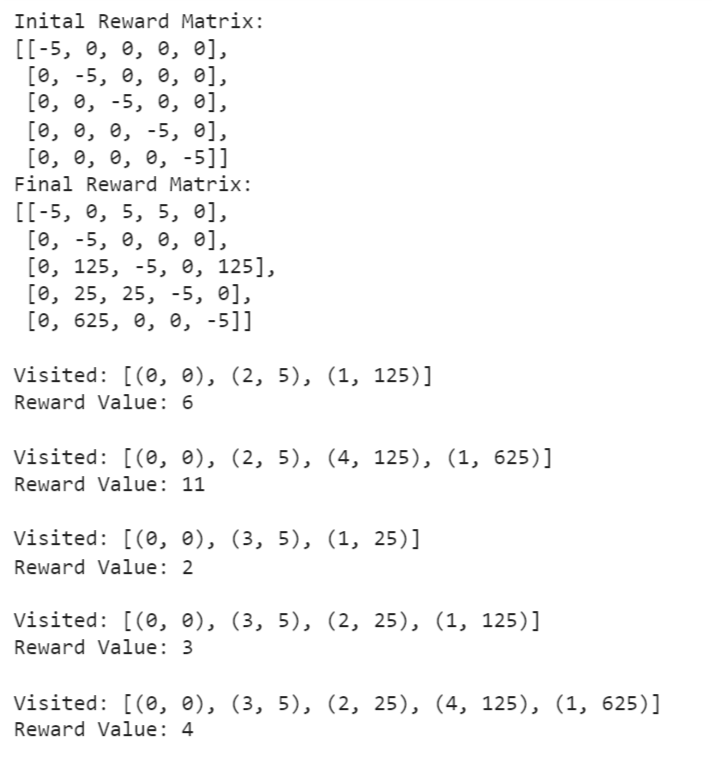 Inital Reward Matrix:
[[-5, 0, 0, 0, 0],
[0, -5, 0, 0, 0],
[0, 0, -5, 0, 0],
[0, 0, 0, -5, 0],
[0, 0, 0, 0, -5]]
Final Reward Matrix:
[[-5, 0, 5, 5, 0],
[0, -5, 0, 0, 0],
[0, 125, -5, 0, 125],
[0, 25, 25, -5, 0],
[0, 625, 0, 0, -5]]
Visited: [(0, 0), (2, 5), (1, 125)]
Reward Value: 6
Visited: [(0, 0), (2, 5), (4, 125), (1, 625)]
Reward Value: 11
Visited: [(0, 0), (3, 5), (1, 25)]
Reward Value: 2
Visited: [(0, 0), (3, 5), (2, 25), (1, 125)]
Reward Value: 3
Visited: [(0, 0), (3, 5), (2, 25), (4, 125), (1, 625)]
Reward Value: 4